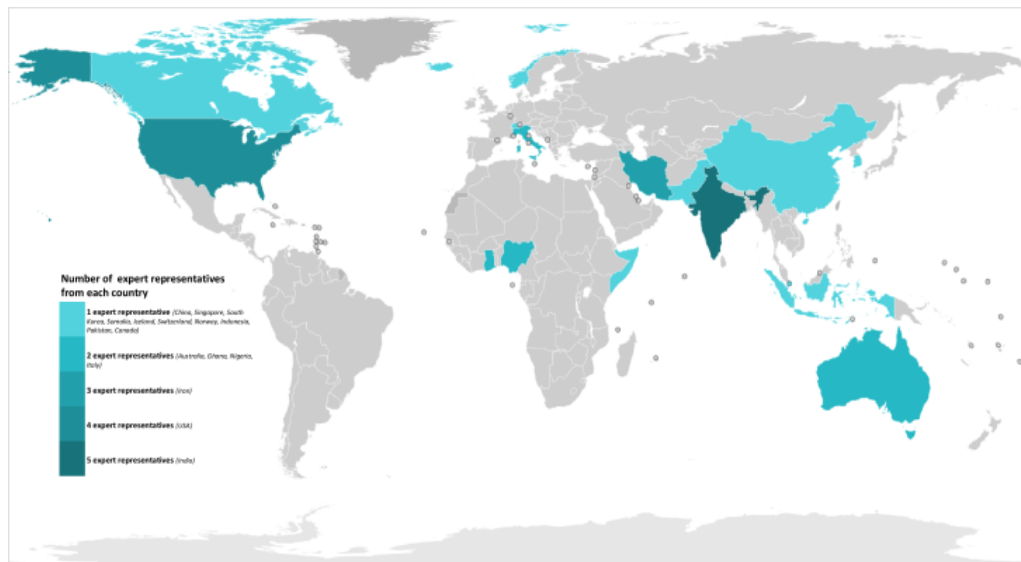 Number of expert representatives
from each country
1 expert representative (China, Singapore, South
Korea, Somalia, Iceland, Switzerland, Norway, Indonesia,
Pakistan, Canada)
2 expert representatives (Australia, Ghana, Nigeria,
Italy)
3 expert representatives (Iran)
4 expert representatives (USA)
5 expert representatives (India)